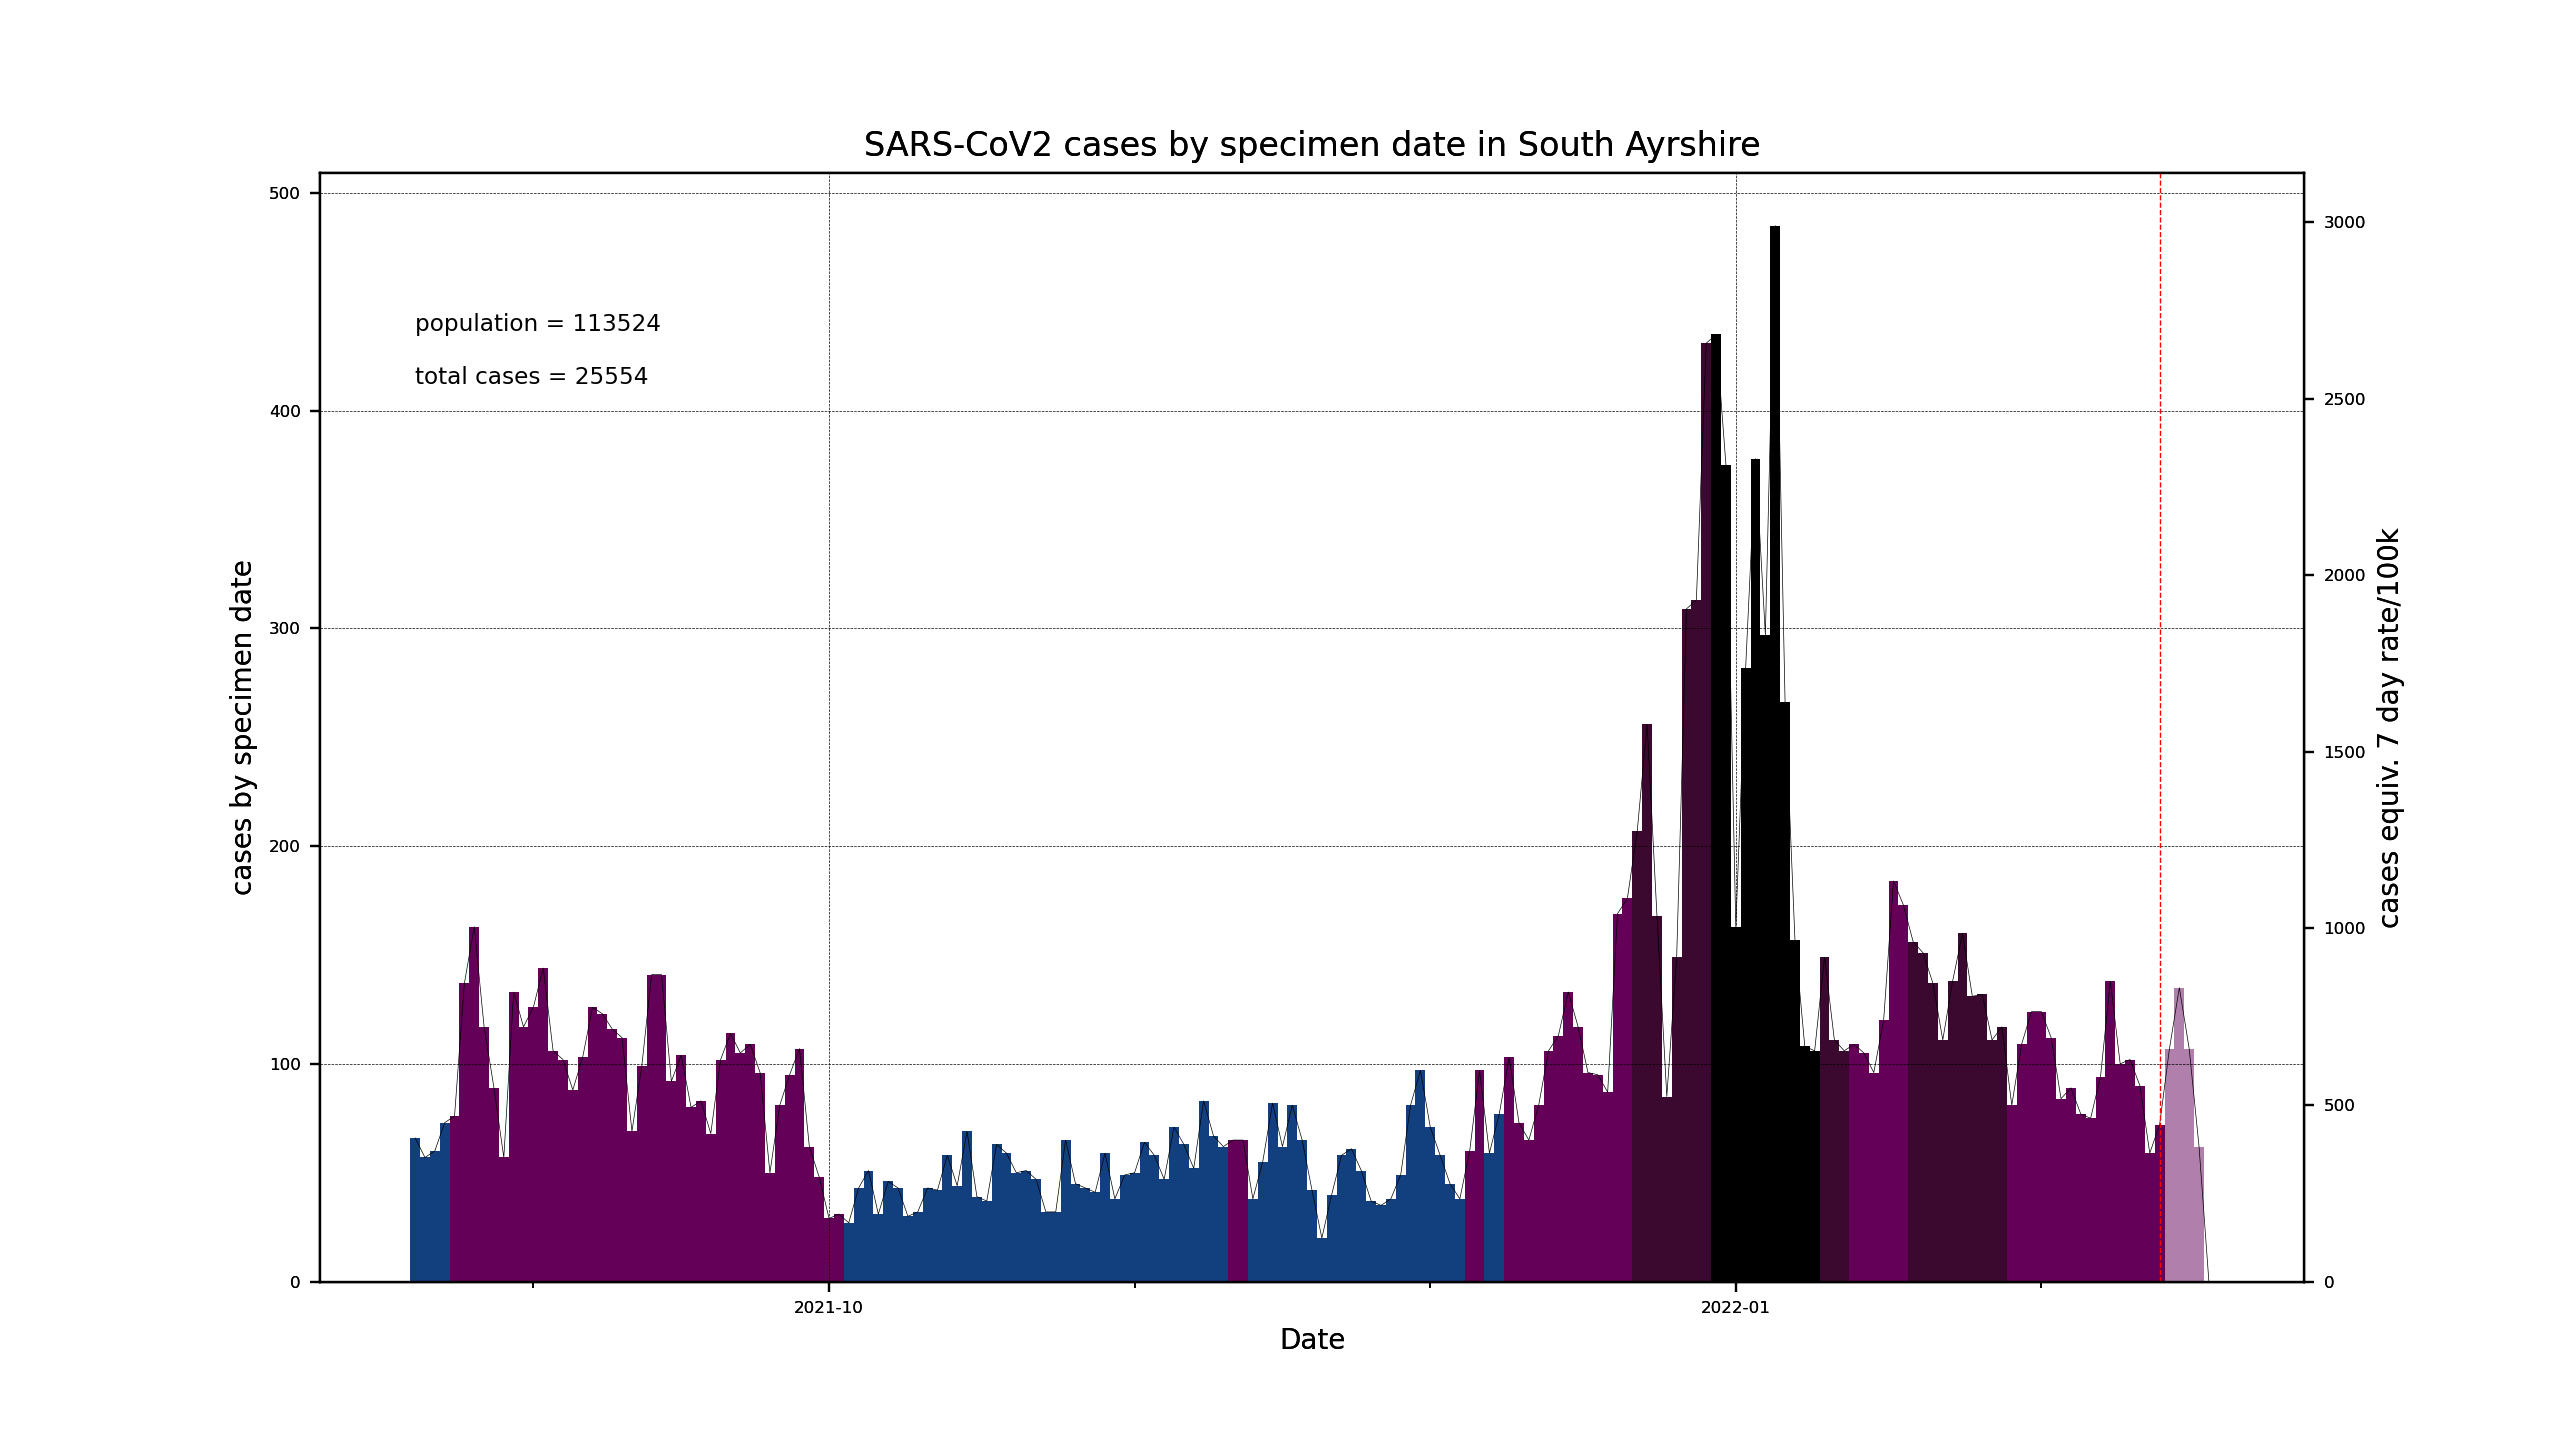 SARS-CoV2 cases by specimen date in South Ayrshire
population = 113524
total cases = 25554
cases by specimen date
500
400
300
200
100
0
3000
2500
2000
1500
1000
500
0
cases equiv. 7 day rate/100k
2021-10
2022-01
Date